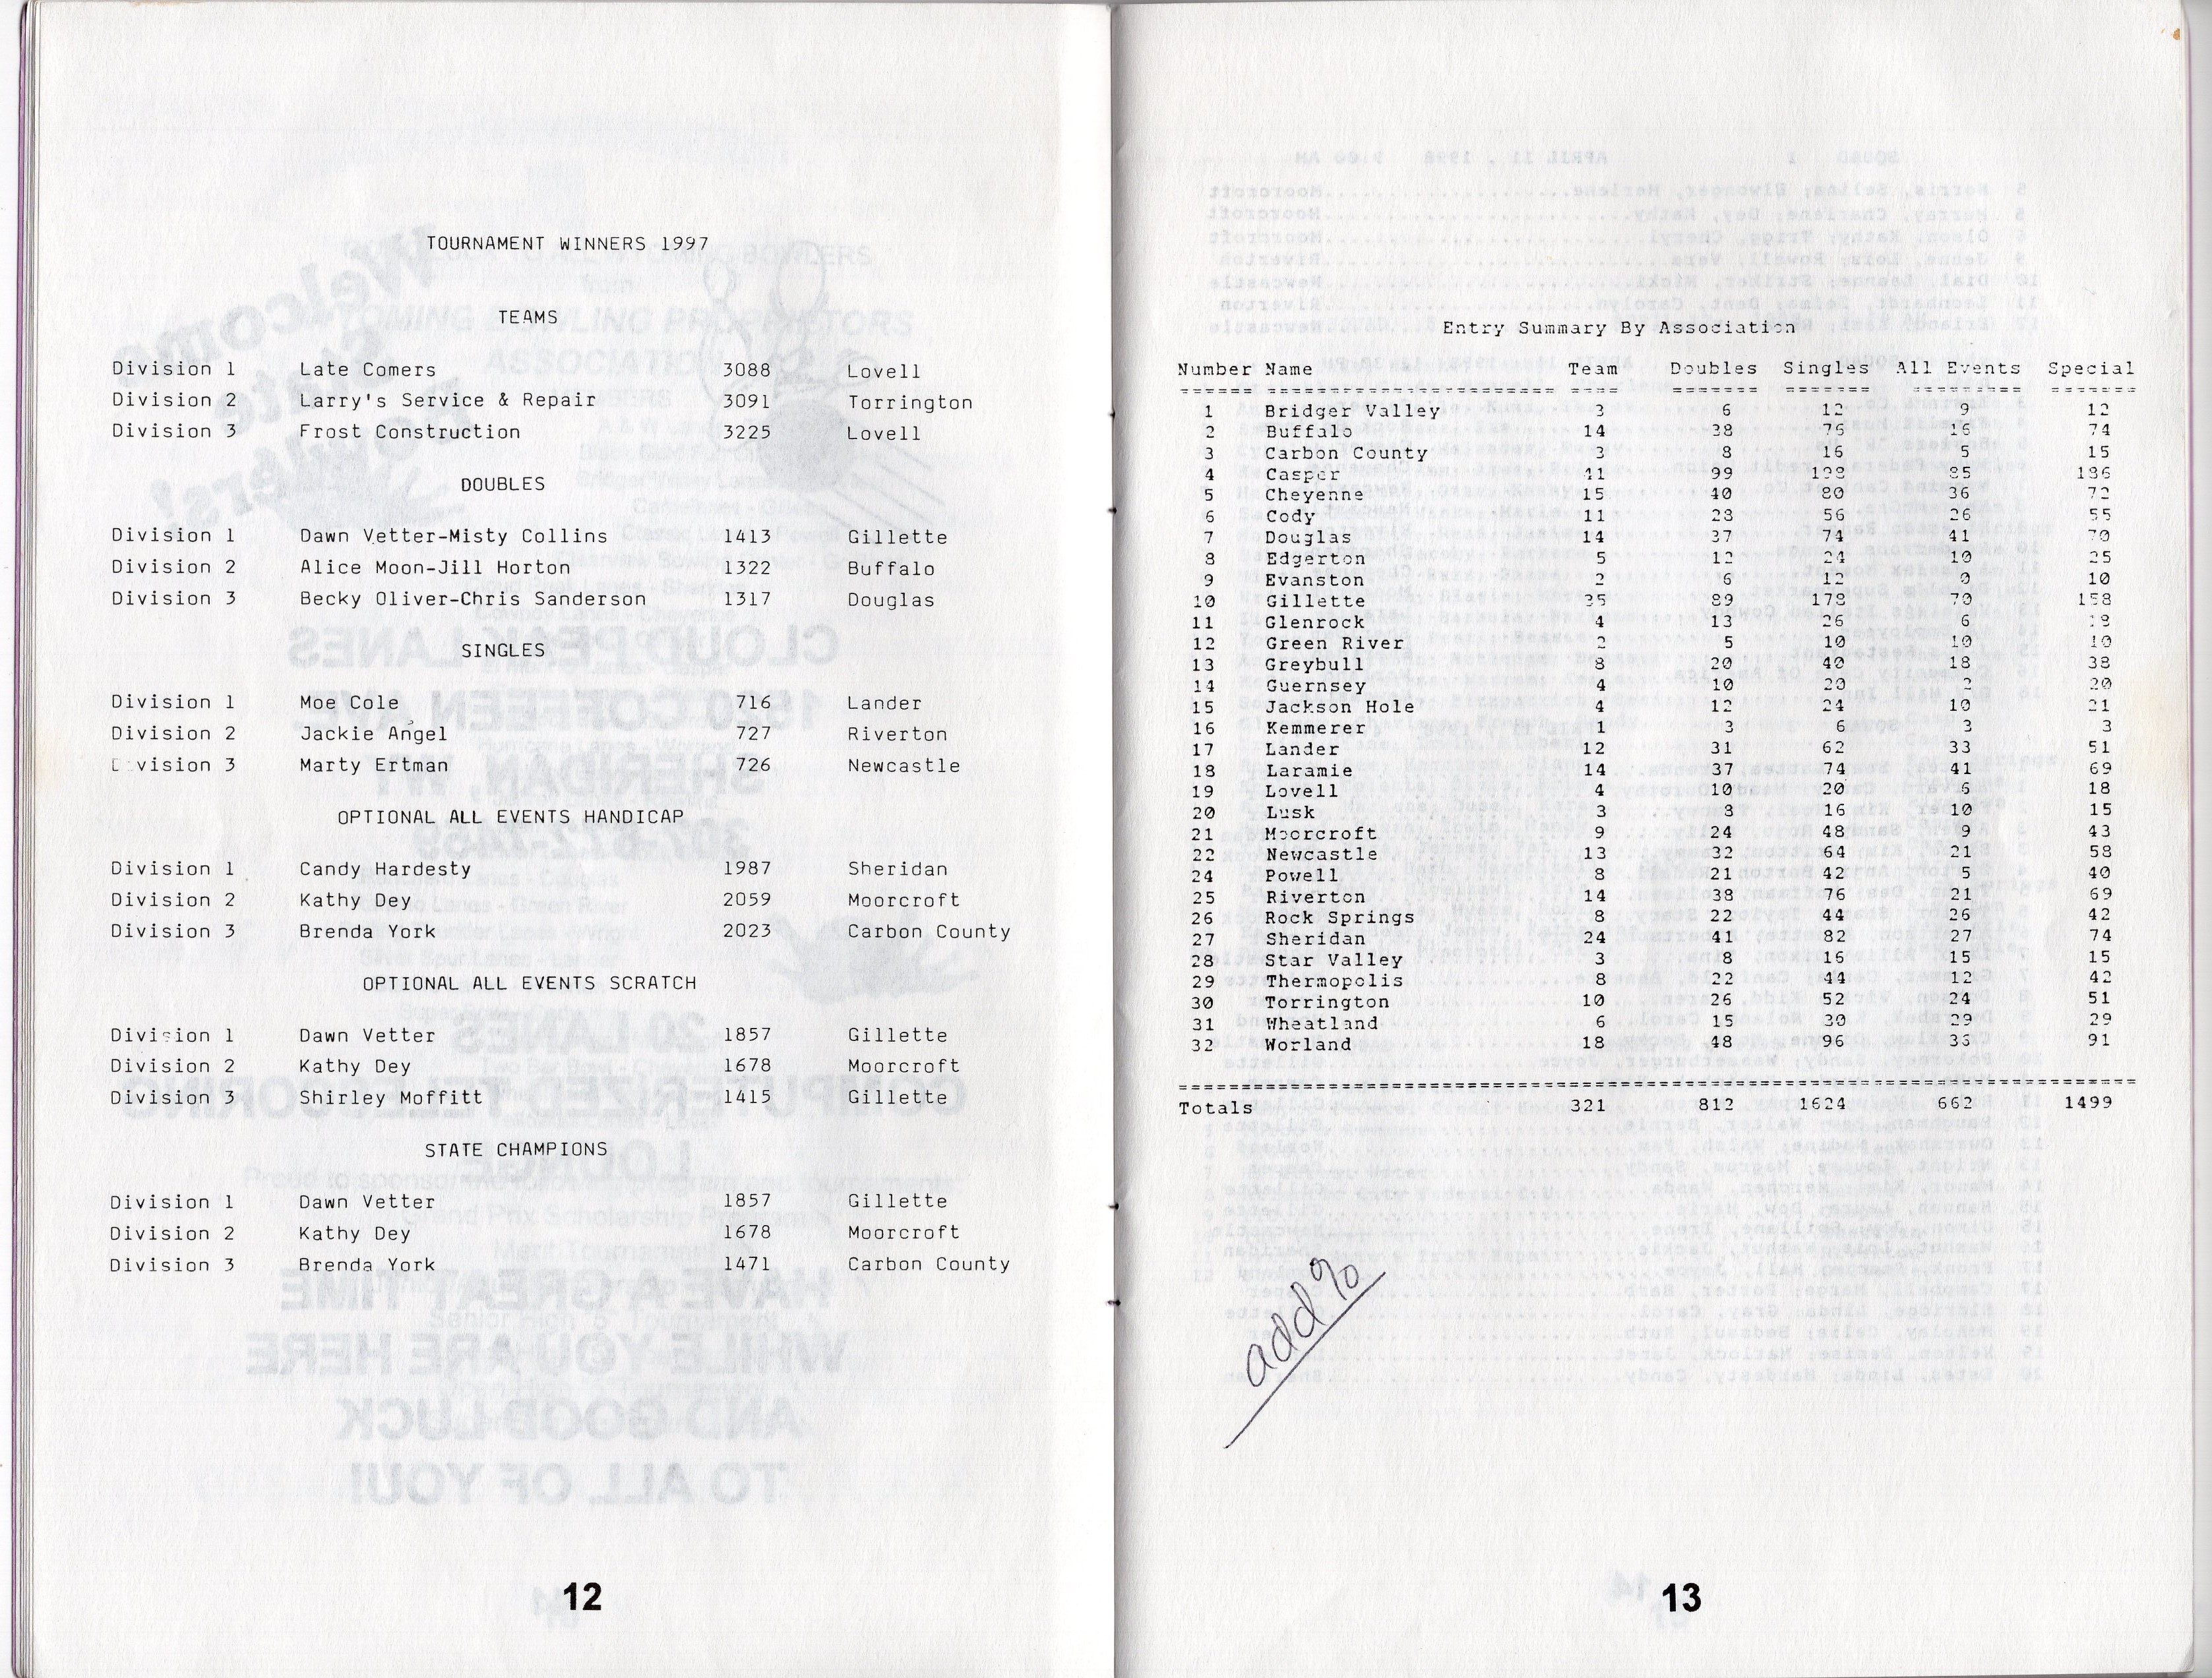 TOURNAMENT WINNERS 1997
TEAMS
Division 1 Late Comers 3088 Lovell
Division 2 Larry's Service & Repair 3091 Torrington
Division 3 Frost Construction 3225 Lovell
DOUBLES
Division 1 Dawn Vetter-Misty Collins 1413 Gillette
Division 2 Alice Moon-Jill Horton 1322 Buffalo
Division 3 Becky Oliver-Chris Sanderson 1317 Douglas
SINGLES
Division 1 Moe Cole 716 Lander
Division 2 Jackie Angel 727 Riverton
Division 3 Marty Ertman 726 Newcastle
OPTIONAL ALL EVENTS HANDICAP
Division 1 Candy Hardesty 1987 Sheridan
Division 2 Kathy Dey 2059 Moorcroft
Division 3 Brenda York 2023 Carbon County
OPTIONAL ALL EVENTS SCRATCH
Division 1 Dawn Vetter 1857 Gillette
Division 2 Kathy Dey 1678 Moorcroft
Division 3 Shirley Moffitt 1415 Gillette
STATE CHAMPIONS
Division 1 Dawn Vetter 1857 Gillette
Division 2 Kathy Dey 1678 Moorcroft
Division 3 Brenda York 1471 Carbon County
12
Entry Summary By Association
Number Name Team Doubles Singles All Events Special
1 Bridger Valley 3 6 12 9 12
2 Buffalo 14 38 76 16 74
3 Carbon County 3 8 16 5 15
4 Casper 41 99 198 85 186
5 Cheyenne 15 40 80 36 72
6 Cody 11 28 56 26 55
7 Douglas 14 37 74 41 70
8 Edgerton 5 12 24 10 25
9 Evanston 2 6 12 9 10
10 Gillette 35 89 178 70 158
11 Glenrock 4 13 26 6 18
12 Green River 2 5 10 10 10
13 Greybull 8 20 40 18 38
14 Guernsey 4 10 20 2 20
15 Jackson Hole 4 12 24 10 21
16 Kemmerer 1 3 6 3 3
17 Lander 12 31 62 33 51
18 Laramie 14 37 74 41 69
19 Lovell 4 10 20 6 18
20 Lusk 3 8 16 10 15
21 Moorcroft 9 24 48 9 43
22 Newcastle 13 32 64 21 58
24 Powell 8 21 42 5 40
25 Riverton 14 38 76 21 69
26 Rock Springs 8 22 44 26 42
27 Sheridan 24 41 82 27 74
28 Star Valley 3 8 16 15 15
29 Thermopolis 8 22 44 12 42
30 Torrington 10 26 52 24 51
31 Wheatland 6 15 30 29 29
32 Worland 18 48 96 91
Totals 321 812 1624 662 1499
add %
13